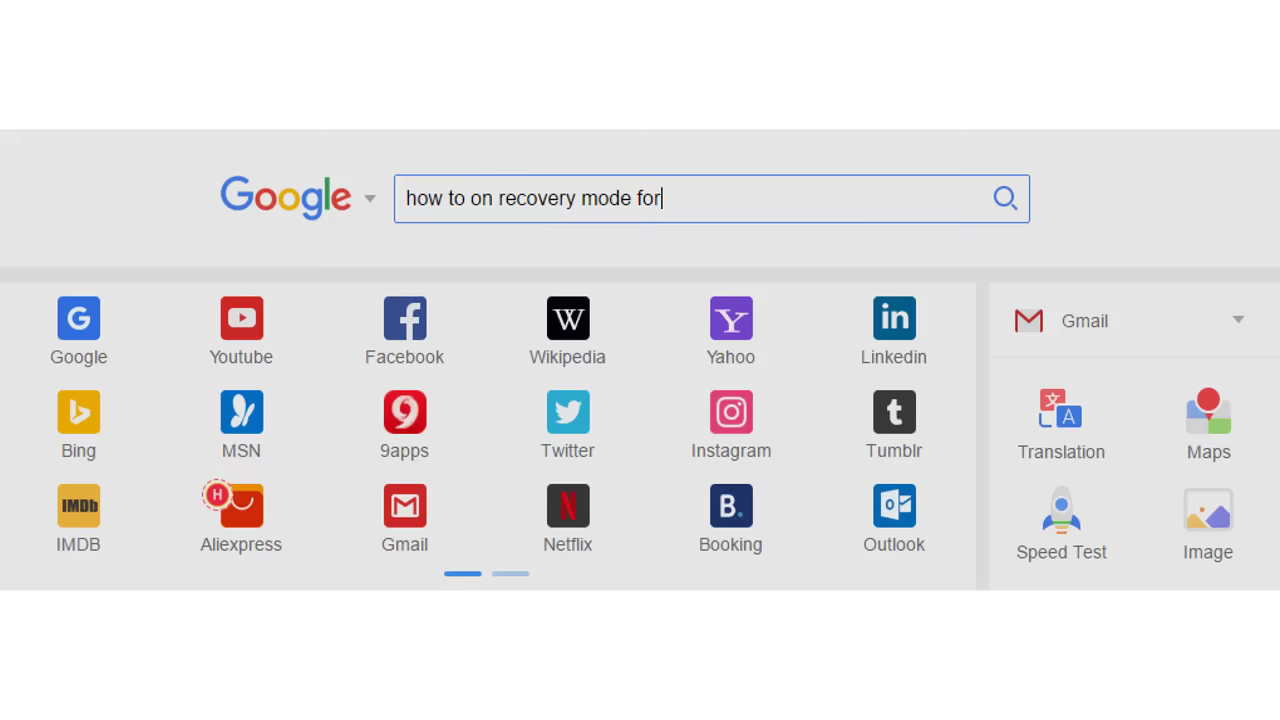 Google how to on recovery mode for
Google Youtube Facebook Wikipedia Yahoo Linkedin
Bing MSN 9apps Twitter Instagram Tumblr
IMDb H
IMDB Aliexpress Gmail Netflix Booking Outlook
Gmail
Translation Maps
Speed Test Image